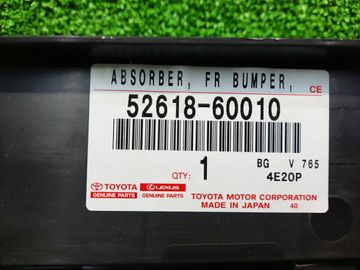 ABSORBER, FR BUMPER,
CE
52618-60010
QTY: 1
BG V 765
4E20P
TOYOTA LEXUS
GENUINE PARTS GENUINE PARTS
TOYOTA MOTOR CORPORATION
MADE IN JAPAN 40